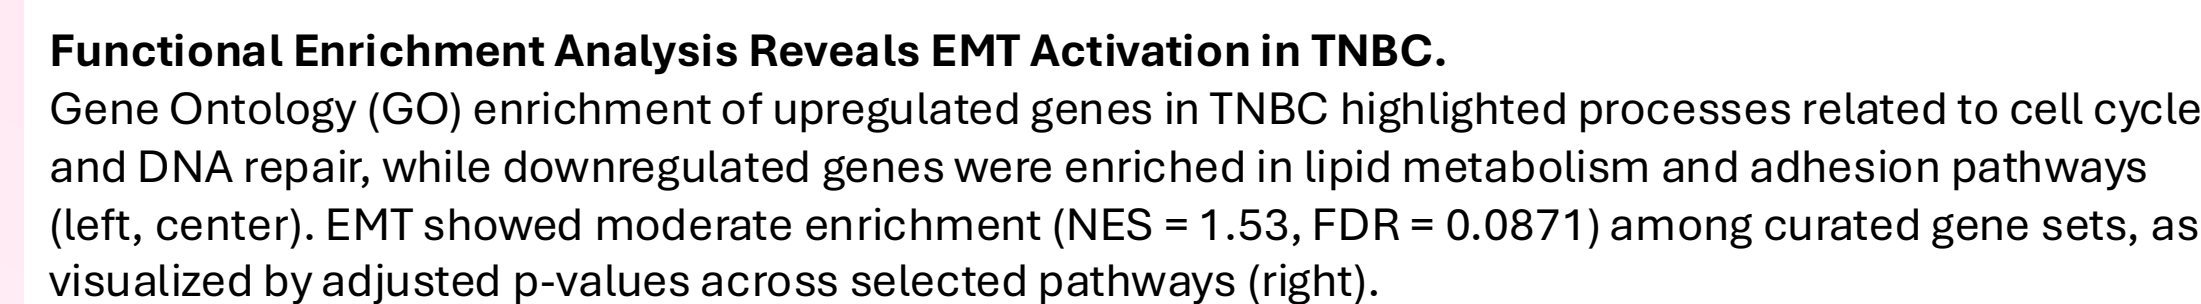 Functional Enrichment Analysis Reveals EMT Activation in TNBC.
Gene Ontology (GO) enrichment of upregulated genes in TNBC highlighted processes related to cell cycle
and DNA repair, while downregulated genes were enriched in lipid metabolism and adhesion pathways
(left, center). EMT showed moderate enrichment (NES = 1.53, FDR = 0.0871) among curated gene sets, as
visualized by adjusted p-values across selected pathways (right).